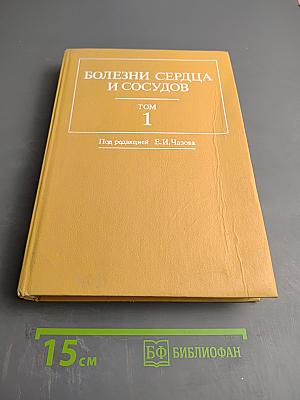 БОЛЕЗНИ СЕРДЦА
И СОСУДОВ
ТОМ
1
Под редакцией Е.И.Чазова
15 см
БФ БИБЛИОФАН